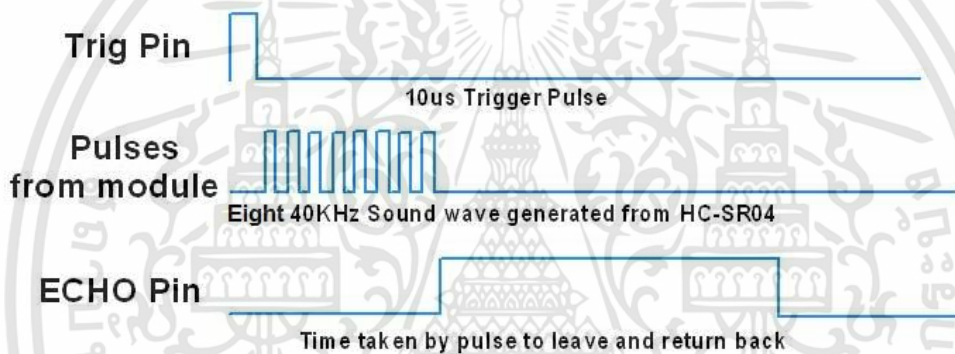 Trig Pin
10us Trigger Pulse
Pulses
from module
Eight 40KHz Sound wave generated from HC-SR04
ECHO Pin
Time taken by pulse to leave and return back